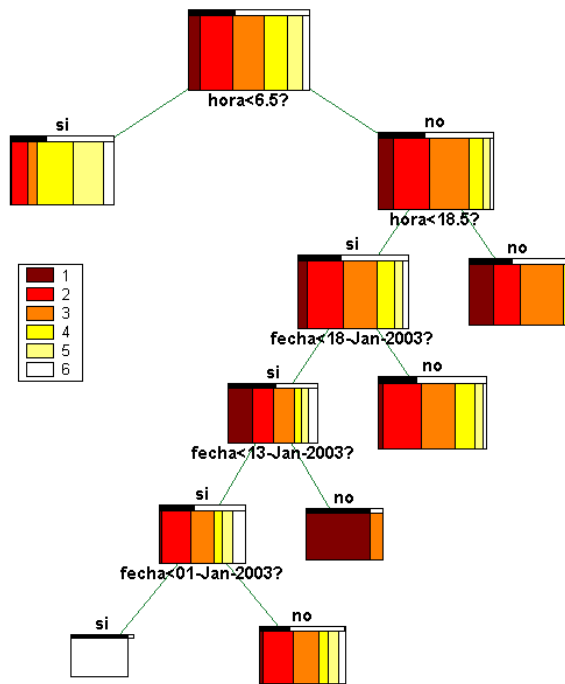 hora<6.5?
si
no
hora<18.5?
si
no
1
2
3
4
5
6
fecha<18-Jan-2003?
si
no
fecha<13-Jan-2003?
si
no
fecha<01-Jan-2003?
si
no